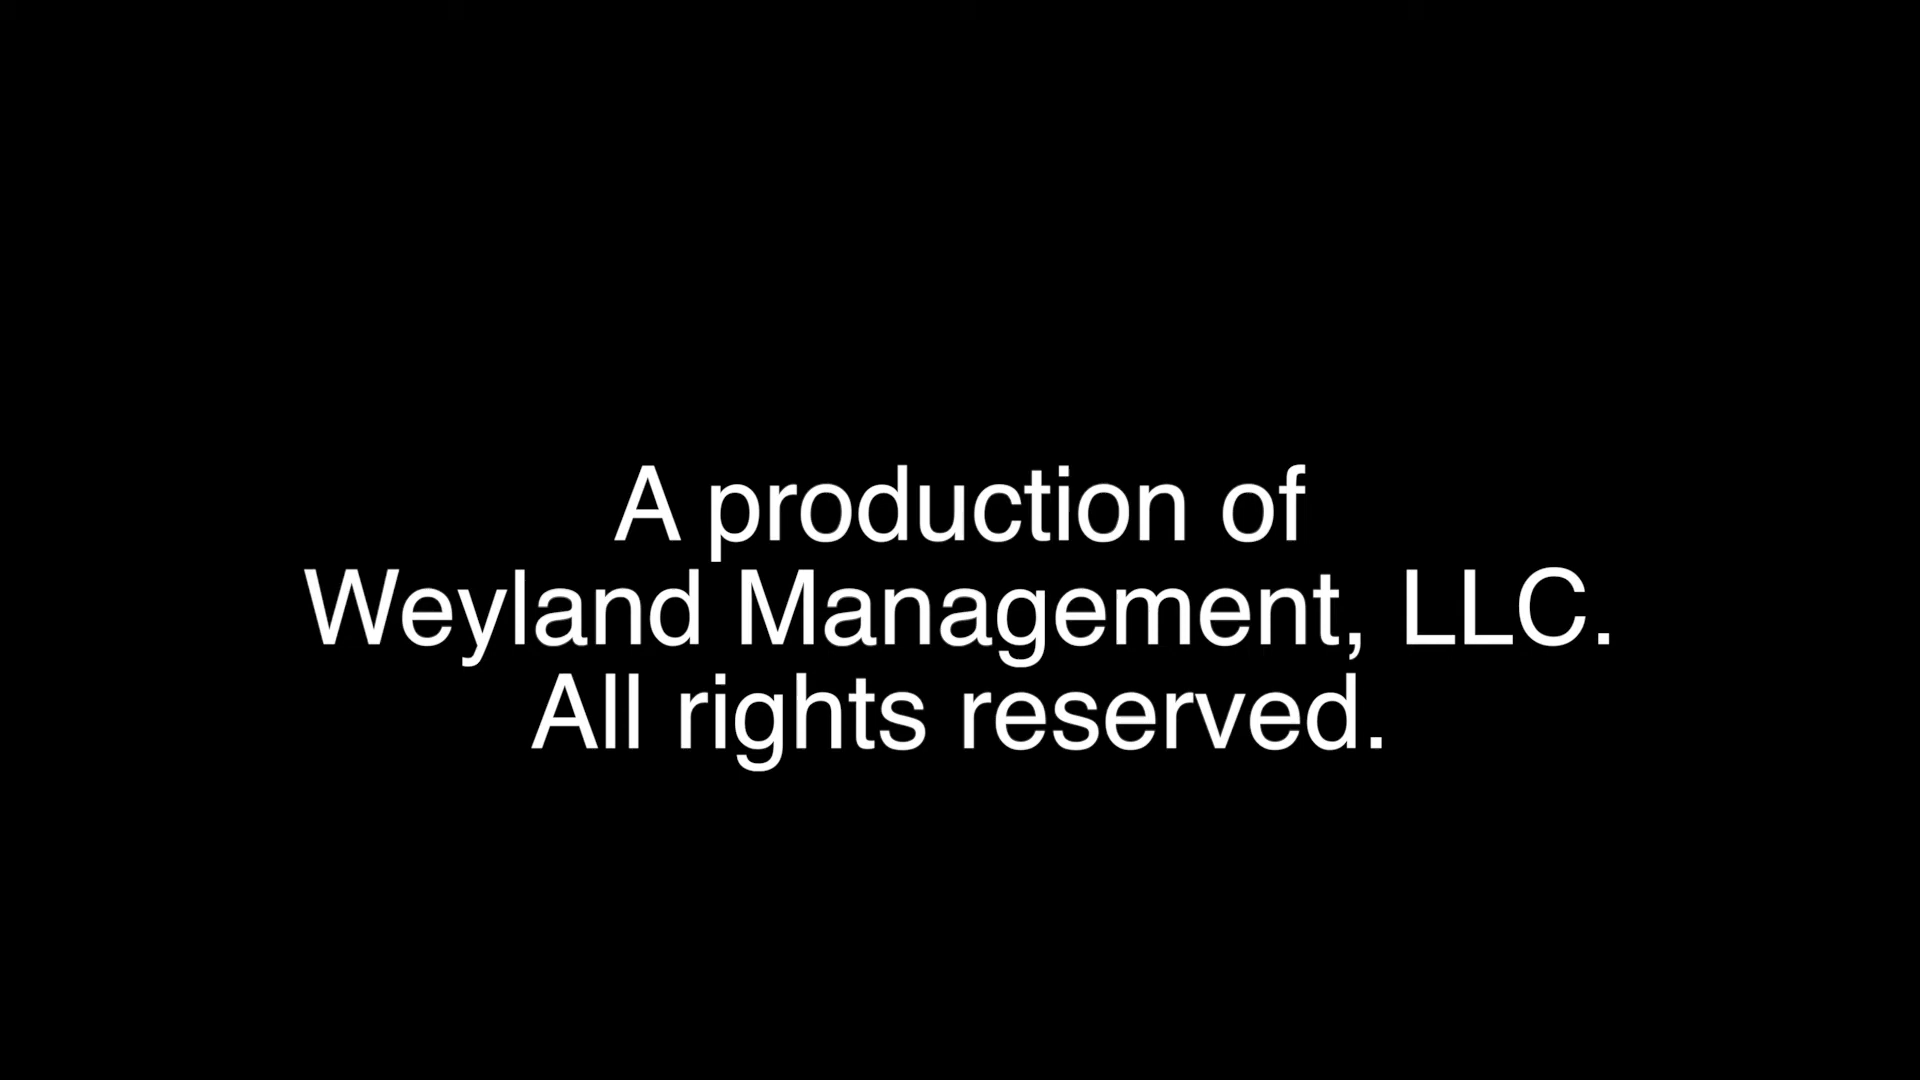 A production of
Weyland Management, LLC.
All rights reserved.